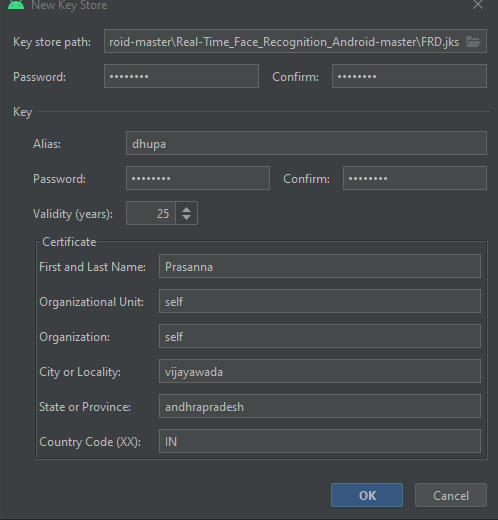 New Key Store
Key store path: roid-master\Real-Time_Face_Recognition_Android-master\FRD.jks
Password: •••••••• Confirm: ••••••••
Key
Alias: dhupa
Password: •••••••• Confirm: ••••••••
Validity (years): 25
Certificate
First and Last Name: Prasanna
Organizational Unit: self
Organization: self
City or Locality: vijayawada
State or Province: andhrapradesh
Country Code (XX): IN
OK Cancel